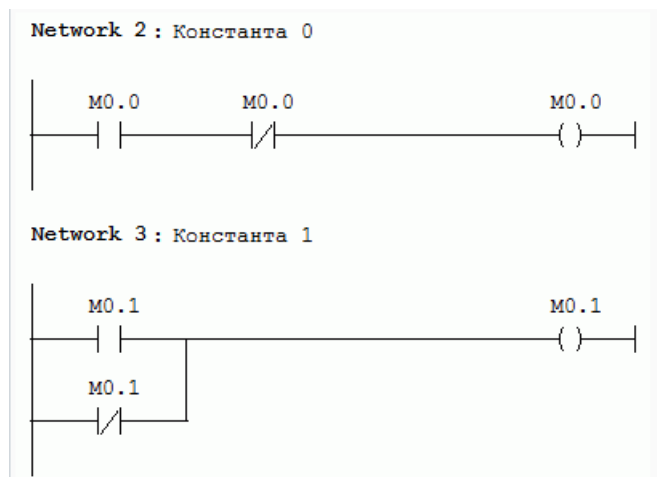 Network 2 : Константа 0
M0.0 M0.0 M0.0
Network 3 : Константа 1
M0.1 M0.1
M0.1